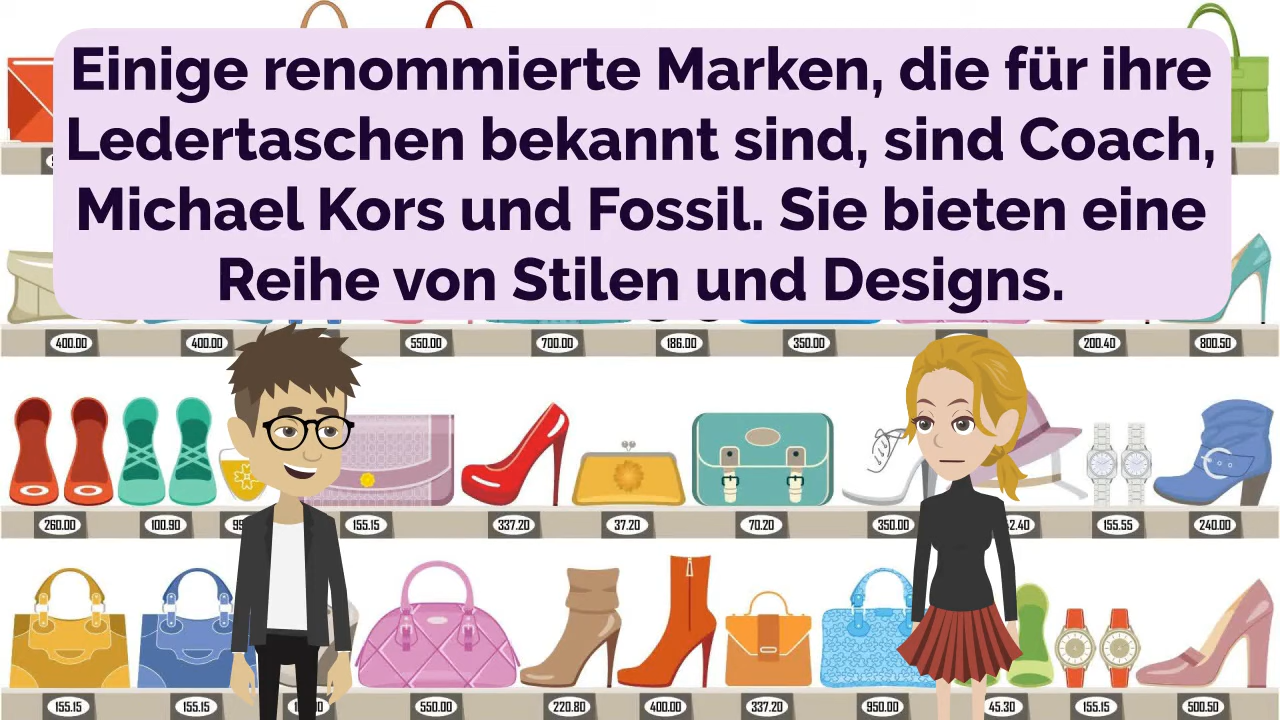 Einige renommierte Marken, die für ihre
Ledertaschen bekannt sind, sind Coach,
Michael Kors und Fossil. Sie bieten eine
Reihe von Stilen und Designs.
400.00 400.00 550.00 700.00 186.00 350.00 200.40 800.50
260.00 100.90 155.15 337.20 37.20 70.20 350.00 155.55 240.00
155.15 155.15 550.00 220.80 400.00 337.20 950.00 45.30 155.15 500.50